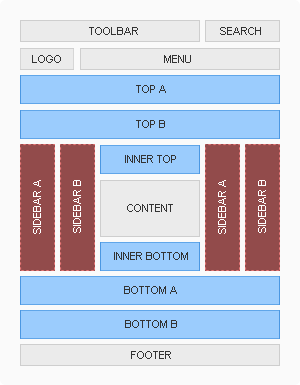 TOOLBAR
SEARCH
LOGO
MENU
TOP A
TOP B
SIDEBAR A
SIDEBAR B
INNER TOP
CONTENT
INNER BOTTOM
SIDEBAR A
SIDEBAR B
BOTTOM A
BOTTOM B
FOOTER